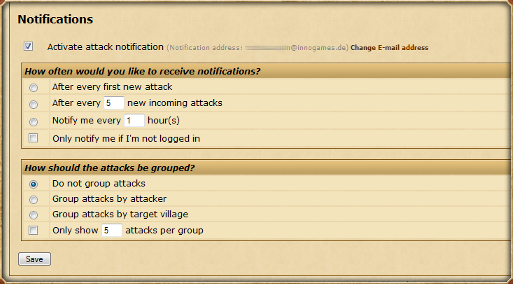 Notifications
Activate attack notification (Notification address: @innogames.de) Change E-mail address
How often would you like to receive notifications?
After every first new attack
After every 5 new incoming attacks
Notify me every 1 hour(s)
Only notify me if I'm not logged in
How should the attacks be grouped?
Do not group attacks
Group attacks by attacker
Group attacks by target village
Only show 5 attacks per group
Save